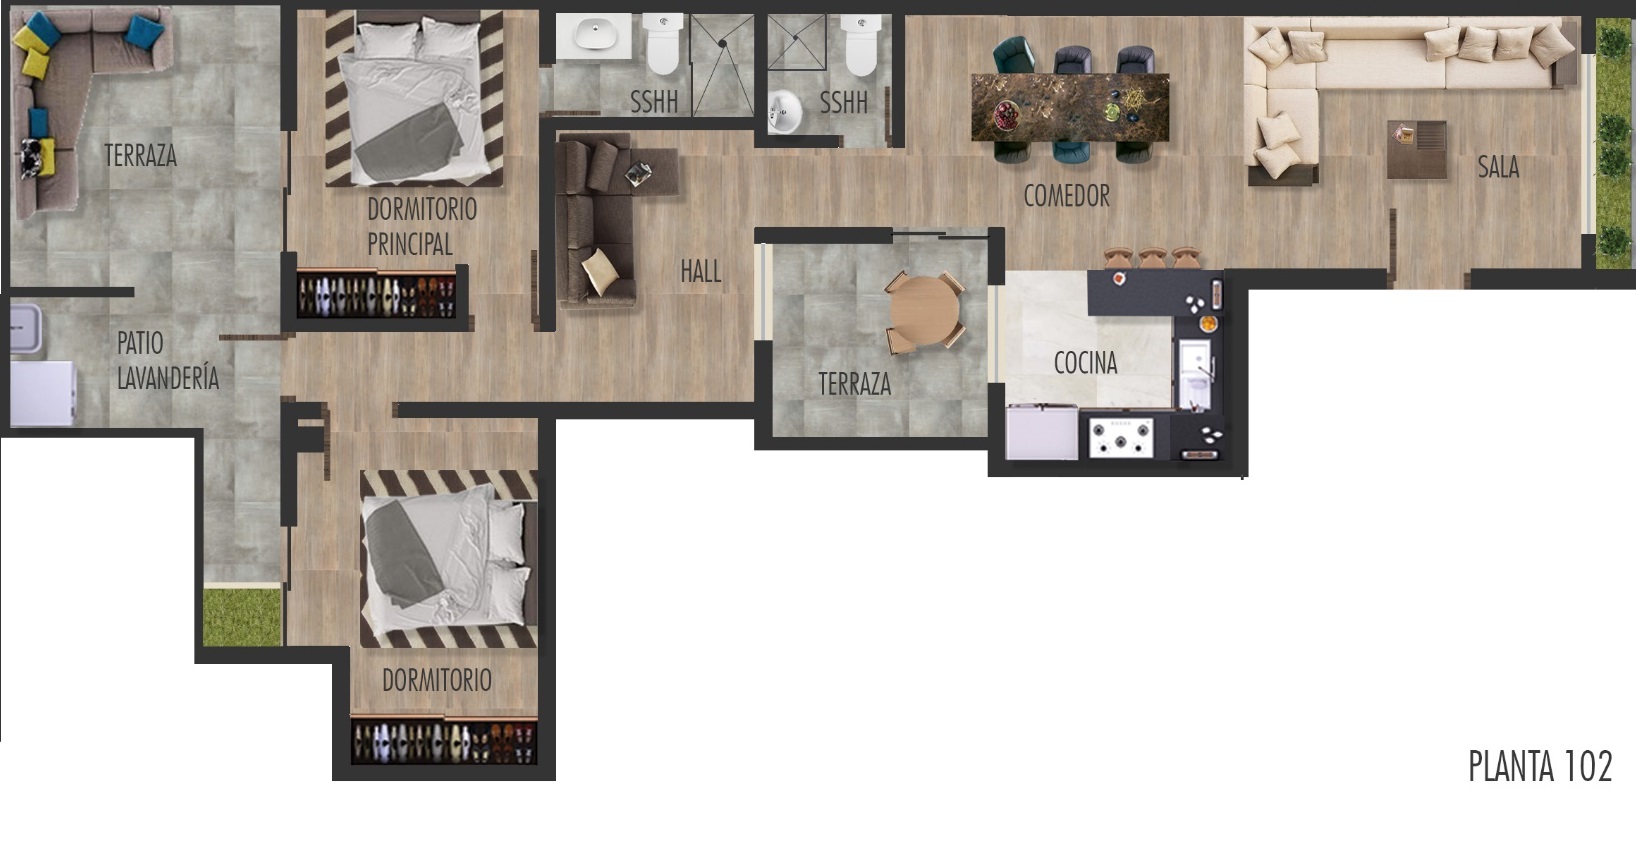 SSHH
SSHH
TERRAZA
SALA
COMEDOR
DORMITORIO
PRINCIPAL
HALL
PATIO
LAVANDERÍA
COCINA
TERRAZA
DORMITORIO
PLANTA 102